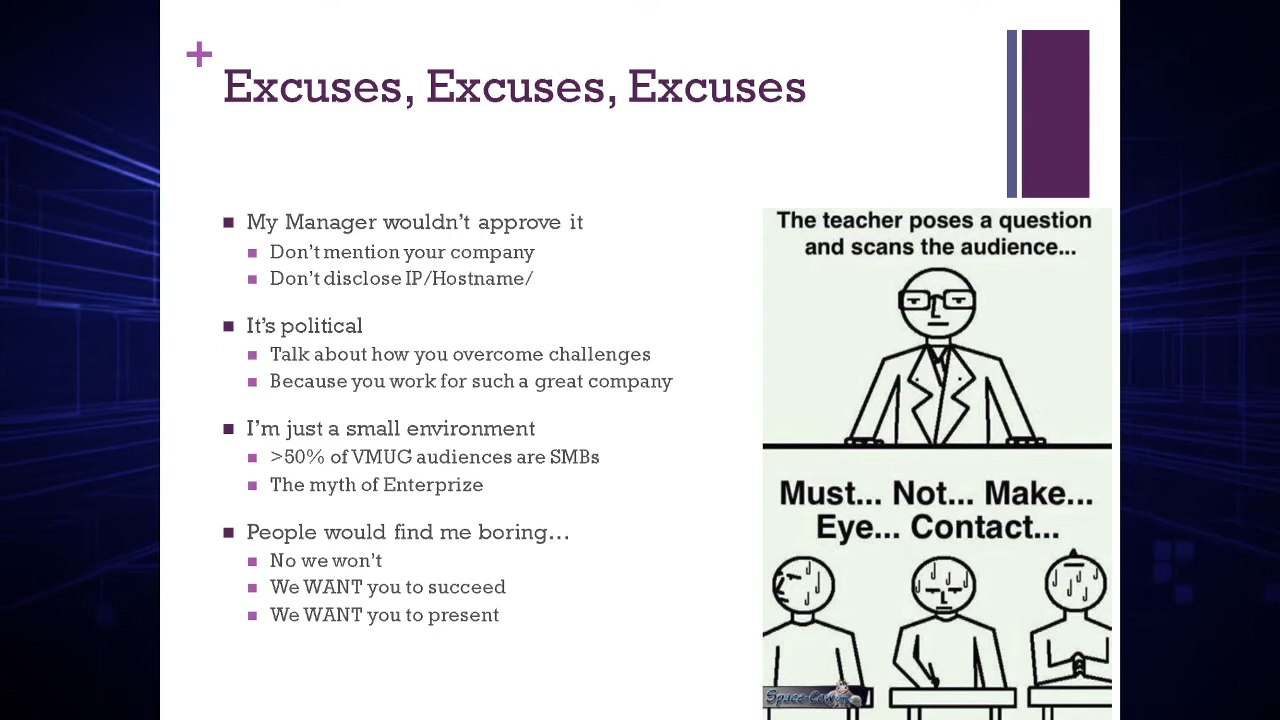 +
Excuses, Excuses, Excuses
My Manager wouldn't approve it
Don't mention your company
Don't disclose IP/Hostname/
It's political
Talk about how you overcome challenges
Because you work for such a great company
I'm just a small environment
>50% of VMUG audiences are SMBs
The myth of Enterprize
People would find me boring...
No we won't
We WANT you to succeed
We WANT you to present
The teacher poses a question
and scans the audience...
Must... Not... Make...
Eye... Contact...